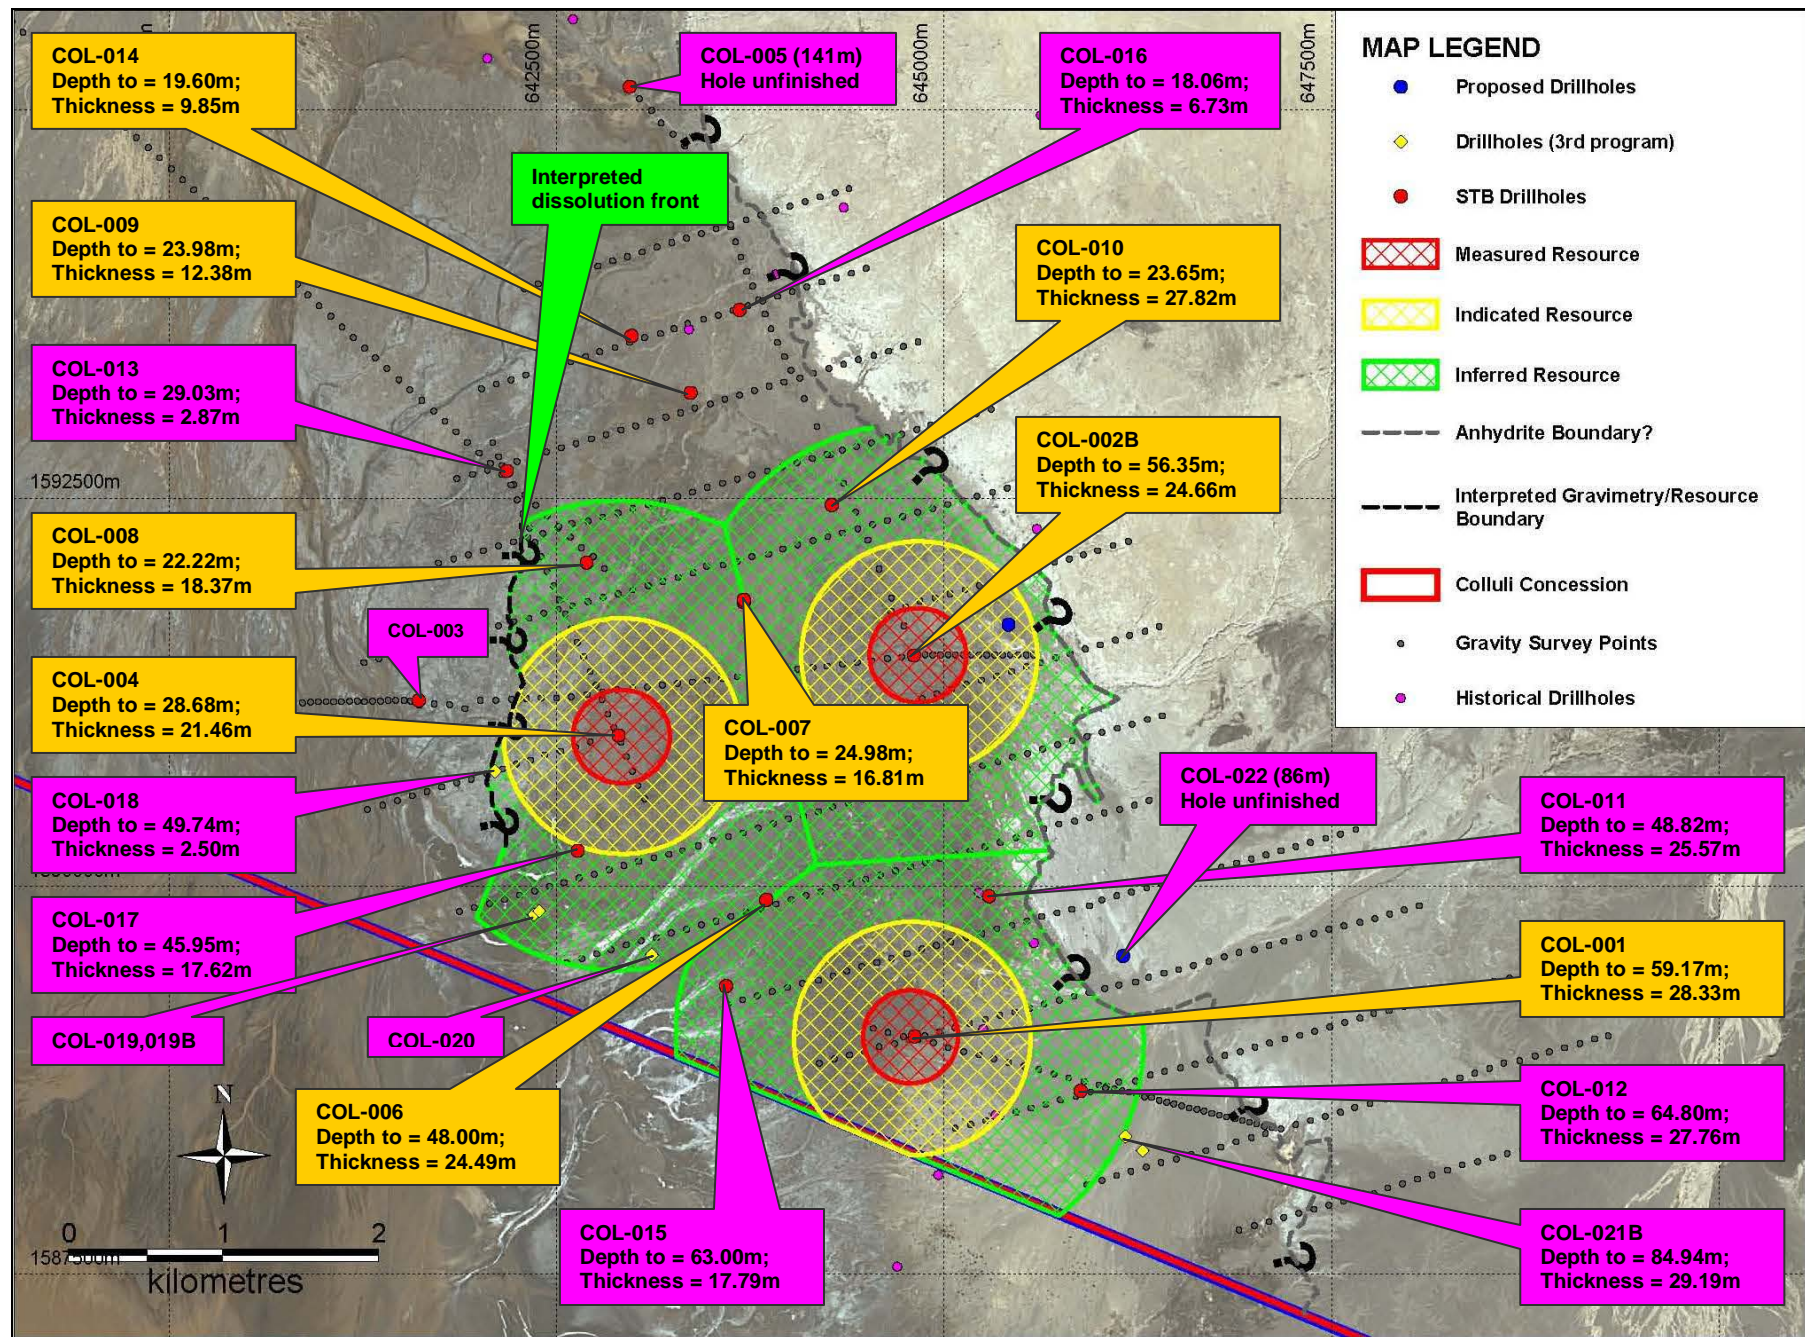 COL-014
Depth to = 19.60m;
Thickness = 9.85m
642500m
COL-005 (141m)
Hole unfinished
645000m
COL-016
Depth to = 18.06m;
Thickness = 6.73m
647500m
MAP LEGEND
Proposed Drillholes
Drillholes (3rd program)
STB Drillholes
Measured Resource
Indicated Resource
Inferred Resource
Anhydrite Boundary?
Interpreted Gravimetry/Resource
Boundary
Colluli Concession
Gravity Survey Points
Historical Drillholes
Interpreted
dissolution front
COL-009
Depth to = 23.98m;
Thickness = 12.38m
COL-010
Depth to = 23.65m;
Thickness = 27.82m
COL-013
Depth to = 29.03m;
Thickness = 2.87m
COL-002B
Depth to = 56.35m;
Thickness = 24.66m
1592500m
COL-008
Depth to = 22.22m;
Thickness = 18.37m
COL-003
COL-004
Depth to = 28.68m;
Thickness = 21.46m
COL-007
Depth to = 24.98m;
Thickness = 16.81m
COL-018
Depth to = 49.74m;
Thickness = 2.50m
COL-022 (86m)
Hole unfinished
COL-011
Depth to = 48.82m;
Thickness = 25.57m
COL-017
Depth to = 45.95m;
Thickness = 17.62m
COL-001
Depth to = 59.17m;
Thickness = 28.33m
COL-019,019B
COL-020
COL-012
Depth to = 64.80m;
Thickness = 27.76m
N
COL-006
Depth to = 48.00m;
Thickness = 24.49m
COL-015
Depth to = 63.00m;
Thickness = 17.79m
COL-021B
Depth to = 84.94m;
Thickness = 29.19m
0 1 2
1587500m
kilometres
? ? ? ? ? ? ? ? ? ? ? ?